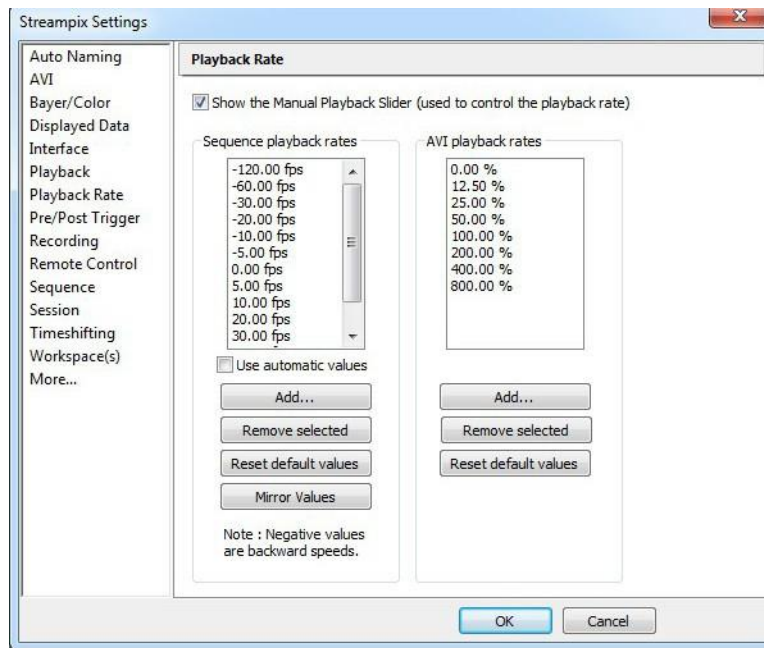 Streampix Settings
Auto Naming
AVI
Bayer/Color
Displayed Data
Interface
Playback
Playback Rate
Pre/Post Trigger
Recording
Remote Control
Sequence
Session
Timeshifting
Workspace(s)
More...
Playback Rate
Show the Manual Playback Slider (used to control the playback rate)
Sequence playback rates
-120.00 fps
-60.00 fps
-30.00 fps
-20.00 fps
-10.00 fps
-5.00 fps
0.00 fps
5.00 fps
10.00 fps
20.00 fps
30.00 fps
Use automatic values
Add...
Remove selected
Reset default values
Mirror Values
Note : Negative values
are backward speeds.
AVI playback rates
0.00 %
12.50 %
25.00 %
50.00 %
100.00 %
200.00 %
400.00 %
800.00 %
Add...
Remove selected
Reset default values
OK
Cancel